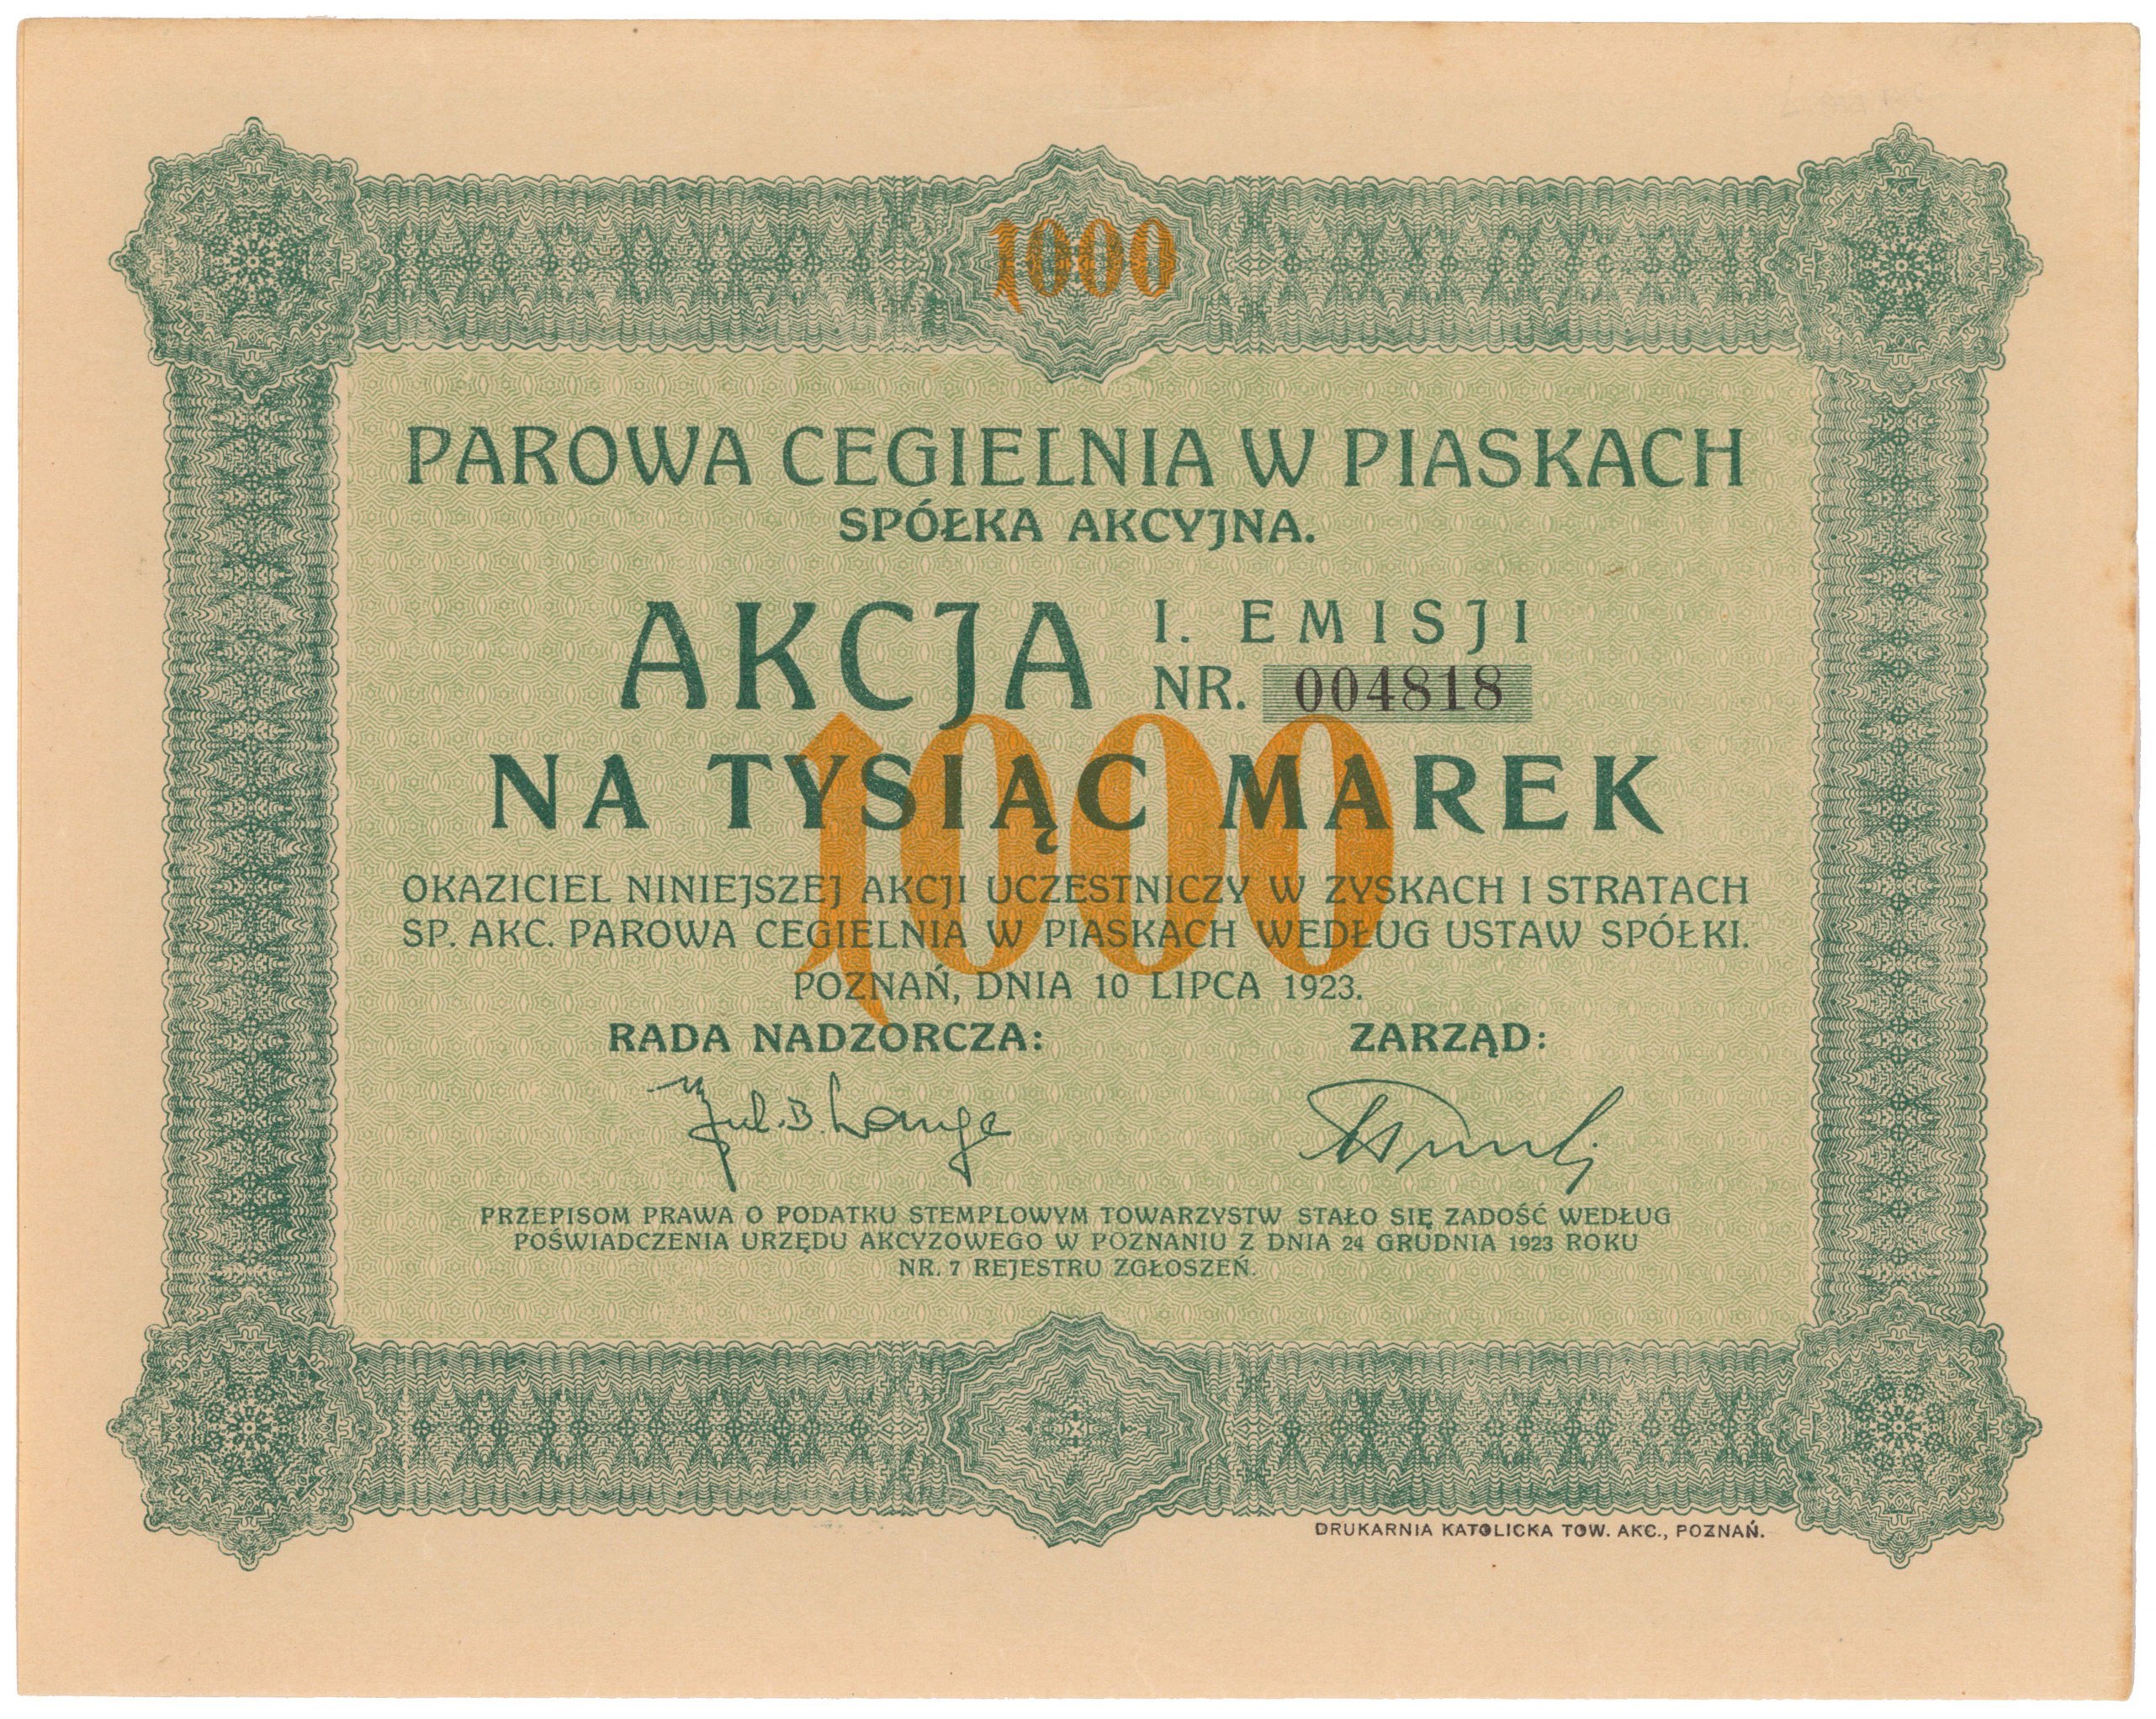 1000
PAROWA CEGIELNIA W PIASKACH
SPÓŁKA AKCYJNA.
AKCJA I. EMISJI
NR. 004818
1000
NA TYSIĄC MAREK
OKAZICIEL NINIEJSZEJ AKCJI UCZESTNICZY W ZYSKACH I STRATACH
SP. AKC. PAROWA CEGIELNIA W PIASKACH WEDŁUG USTAW SPÓŁKI.
POZNAŃ, DNIA 10 LIPCA 1923.
RADA NADZORCZA: ZARZĄD:
Jul. B. Lange
PRZEPISOM PRAWA O PODATKU STEMPLOWYM TOWARZYSTW STAŁO SIĘ ZADOŚĆ WEDŁUG
POŚWIADCZENIA URZĘDU AKCYZOWEGO W POZNANIU Z DNIA 24 GRUDNIA 1923 ROKU
NR. 7 REJESTRU ZGŁOSZEŃ.
DRUKARNIA KATOLICKA TOW. AKC., POZNAŃ.